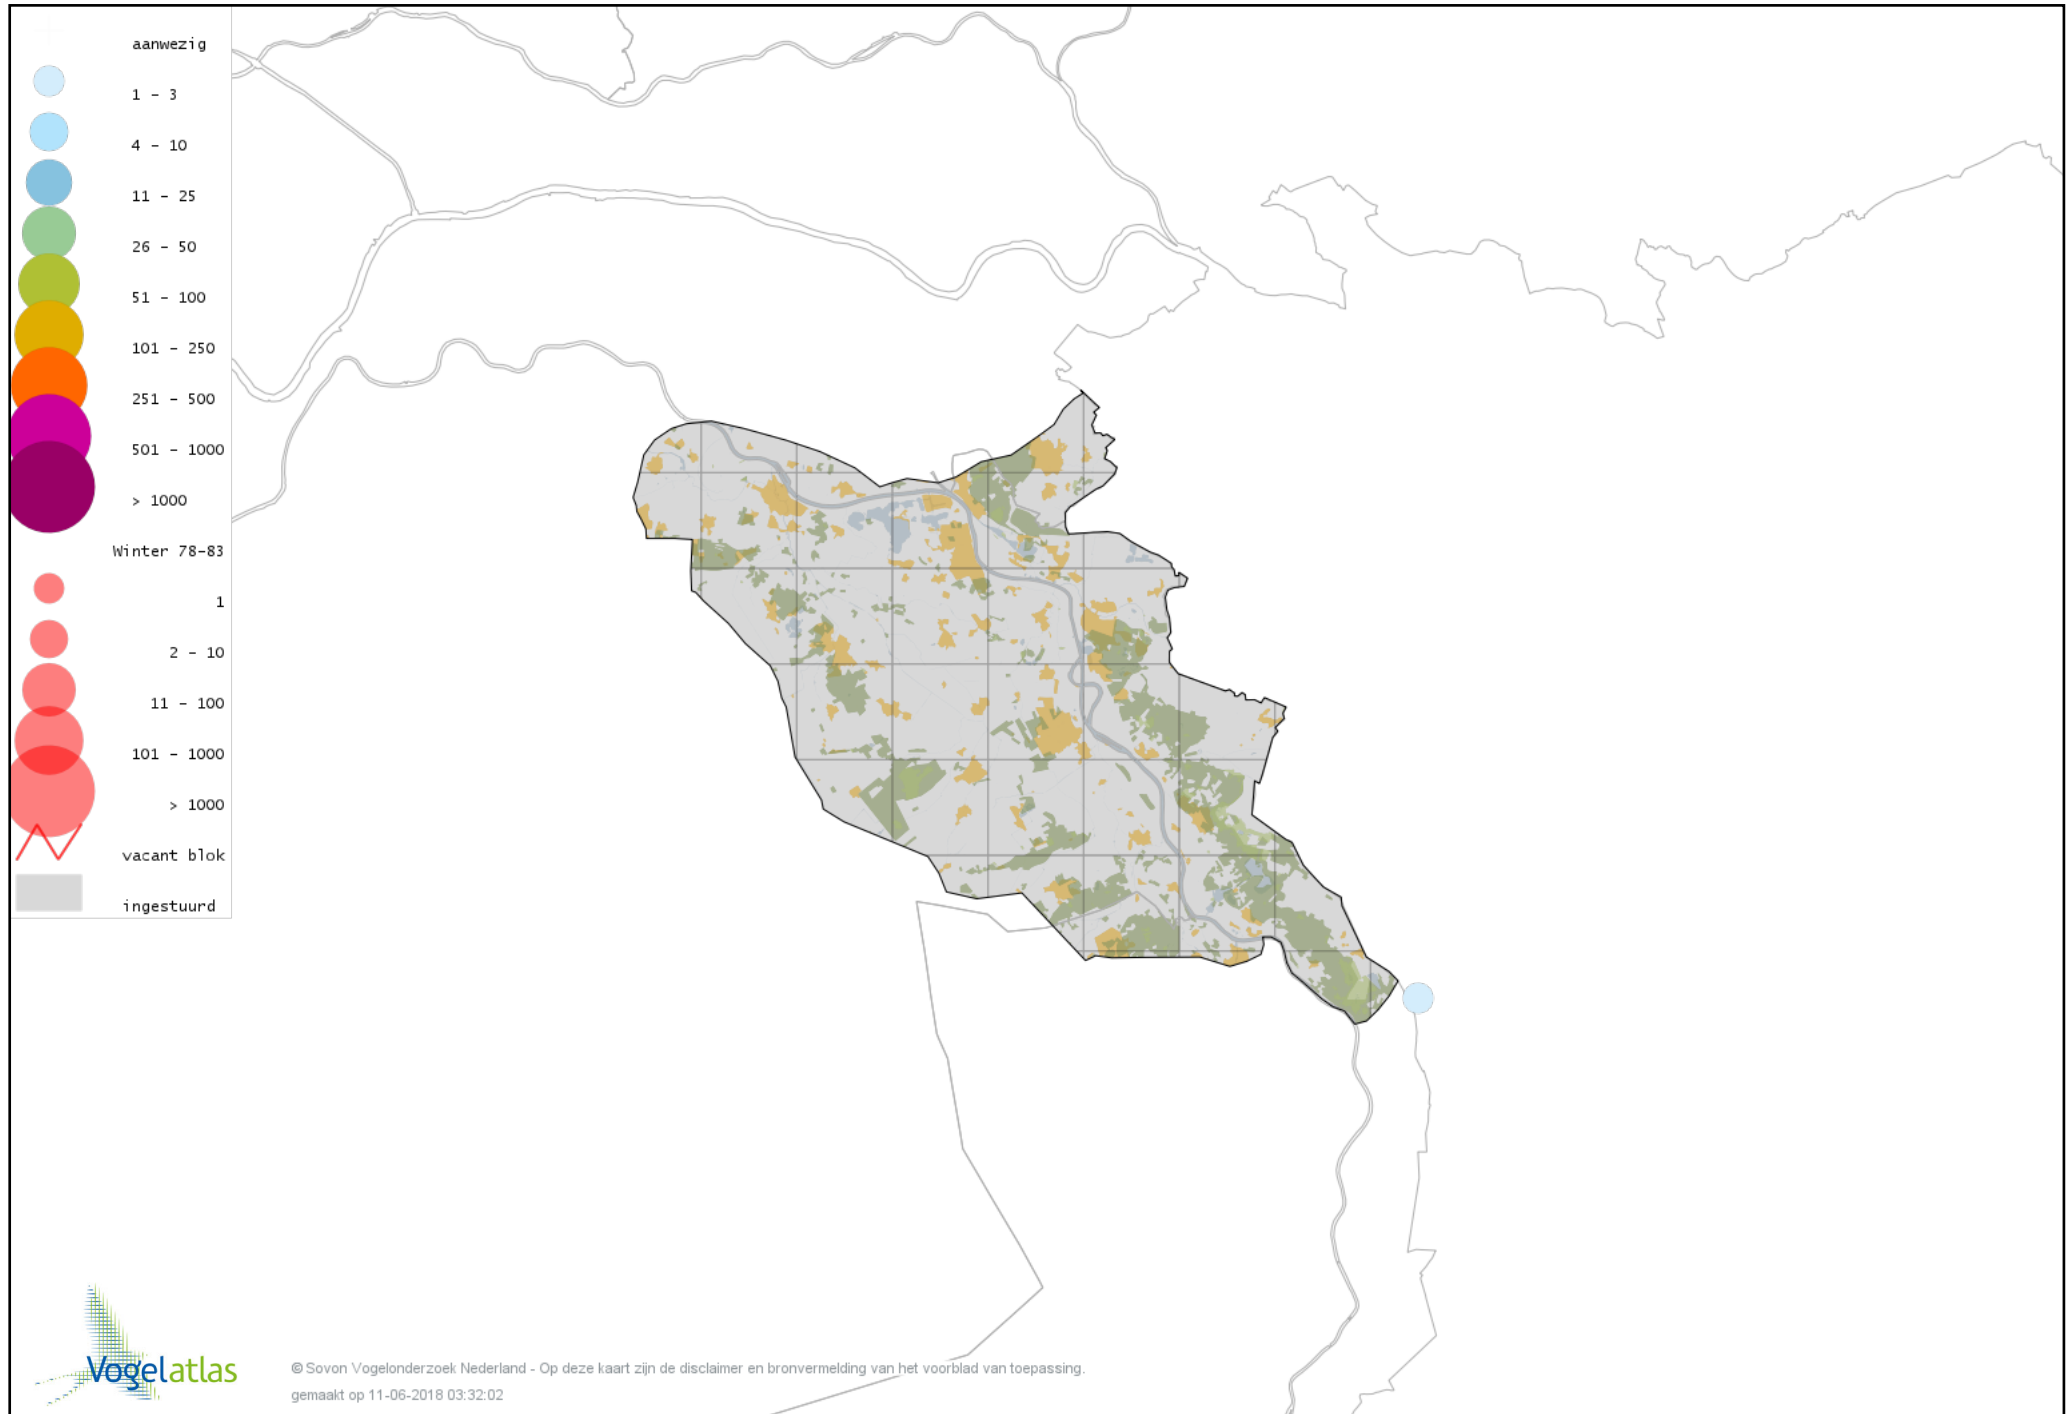 aanwezig
1 - 3
4 - 10
11 - 25
26 - 50
51 - 100
101 - 250
251 - 500
501 - 1000
> 1000
Winter 78-83
1
2 - 10
11 - 100
101 - 1000
> 1000
vacant blok
ingestuurd
Vogelatlas
© Sovon Vogelonderzoek Nederland - Op deze kaart zijn de disclaimer en bronvermelding van het voorblad van toepassing.
gemaakt op 11-06-2018 03:32:02